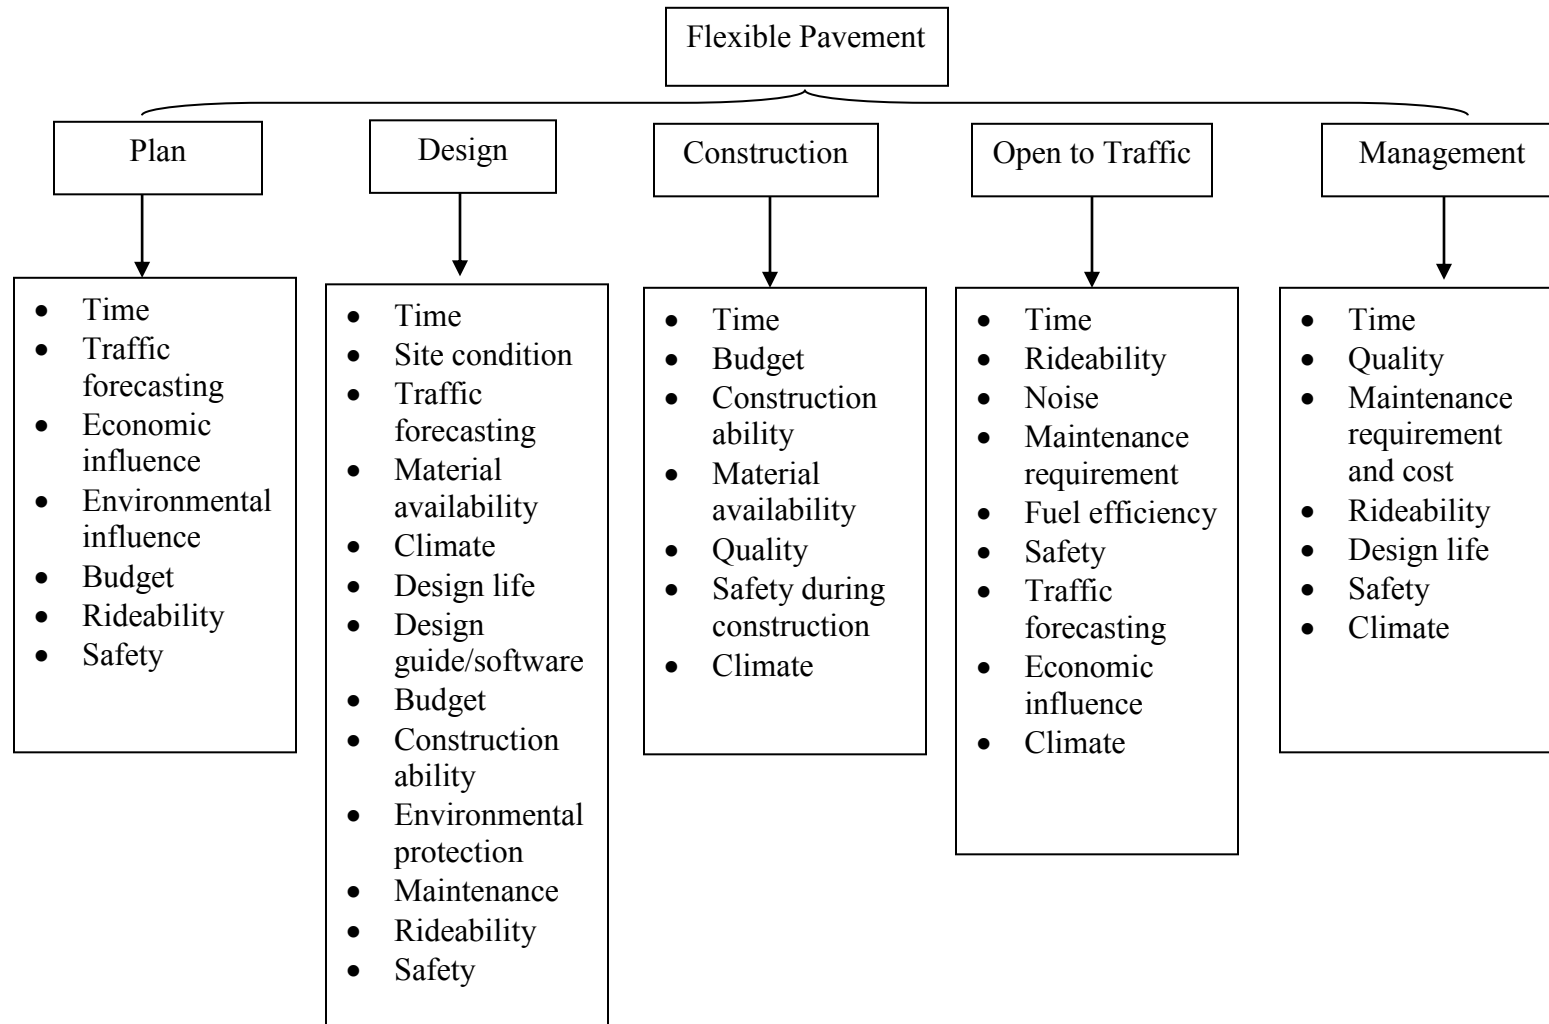 Flexible Pavement
Plan
Design
Construction
Open to Traffic
Management
• Time
• Traffic
forecasting
• Economic
influence
• Environmental
influence
• Budget
• Rideability
• Safety
• Time
• Site condition
• Traffic
forecasting
• Material
availability
• Climate
• Design life
• Design
guide/software
• Budget
• Construction
ability
• Environmental
protection
• Maintenance
• Rideability
• Safety
• Time
• Budget
• Construction
ability
• Material
availability
• Quality
• Safety during
construction
• Climate
• Time
• Rideability
• Noise
• Maintenance
requirement
• Fuel efficiency
• Safety
• Traffic
forecasting
• Economic
influence
• Climate
• Time
• Quality
• Maintenance
requirement
and cost
• Rideability
• Design life
• Safety
• Climate